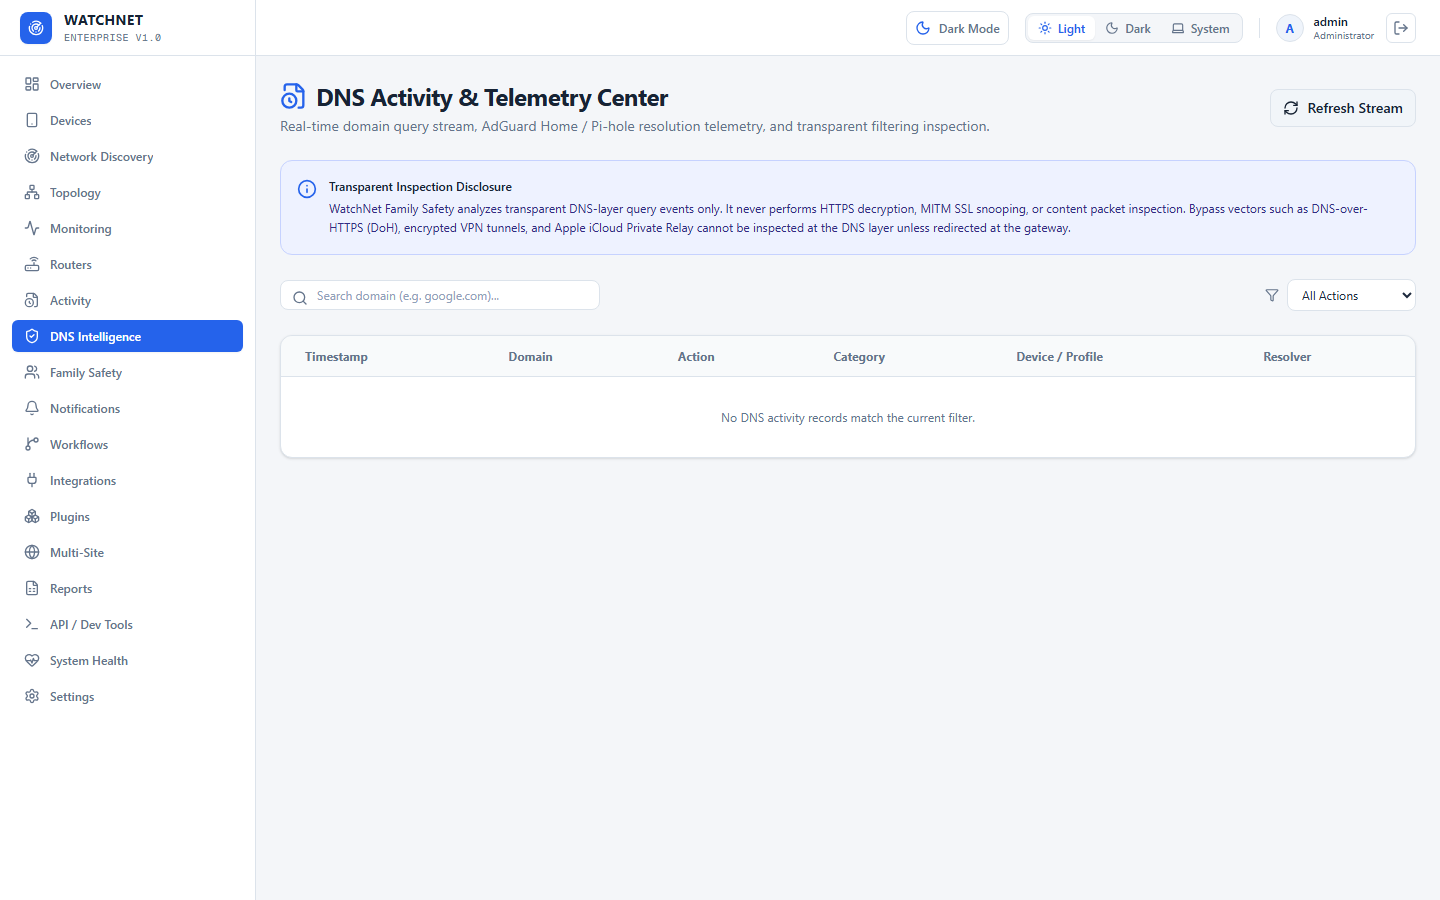 WATCHNET
ENTERPRISE V1.0
Dark Mode
Light
Dark
System
A
admin
Administrator
Overview
Devices
Network Discovery
Topology
Monitoring
Routers
Activity
DNS Intelligence
Family Safety
Notifications
Workflows
Integrations
Plugins
Multi-Site
Reports
API / Dev Tools
System Health
Settings
DNS Activity & Telemetry Center
Real-time domain query stream, AdGuard Home / Pi-hole resolution telemetry, and transparent filtering inspection.
Refresh Stream
Transparent Inspection Disclosure
WatchNet Family Safety analyzes transparent DNS-layer query events only. It never performs HTTPS decryption, MITM SSL snooping, or content packet inspection. Bypass vectors such as DNS-over-
HTTPS (DoH), encrypted VPN tunnels, and Apple iCloud Private Relay cannot be inspected at the DNS layer unless redirected at the gateway.
Search domain (e.g. google.com)...
All Actions
Timestamp Domain Action Category Device / Profile Resolver
No DNS activity records match the current filter.